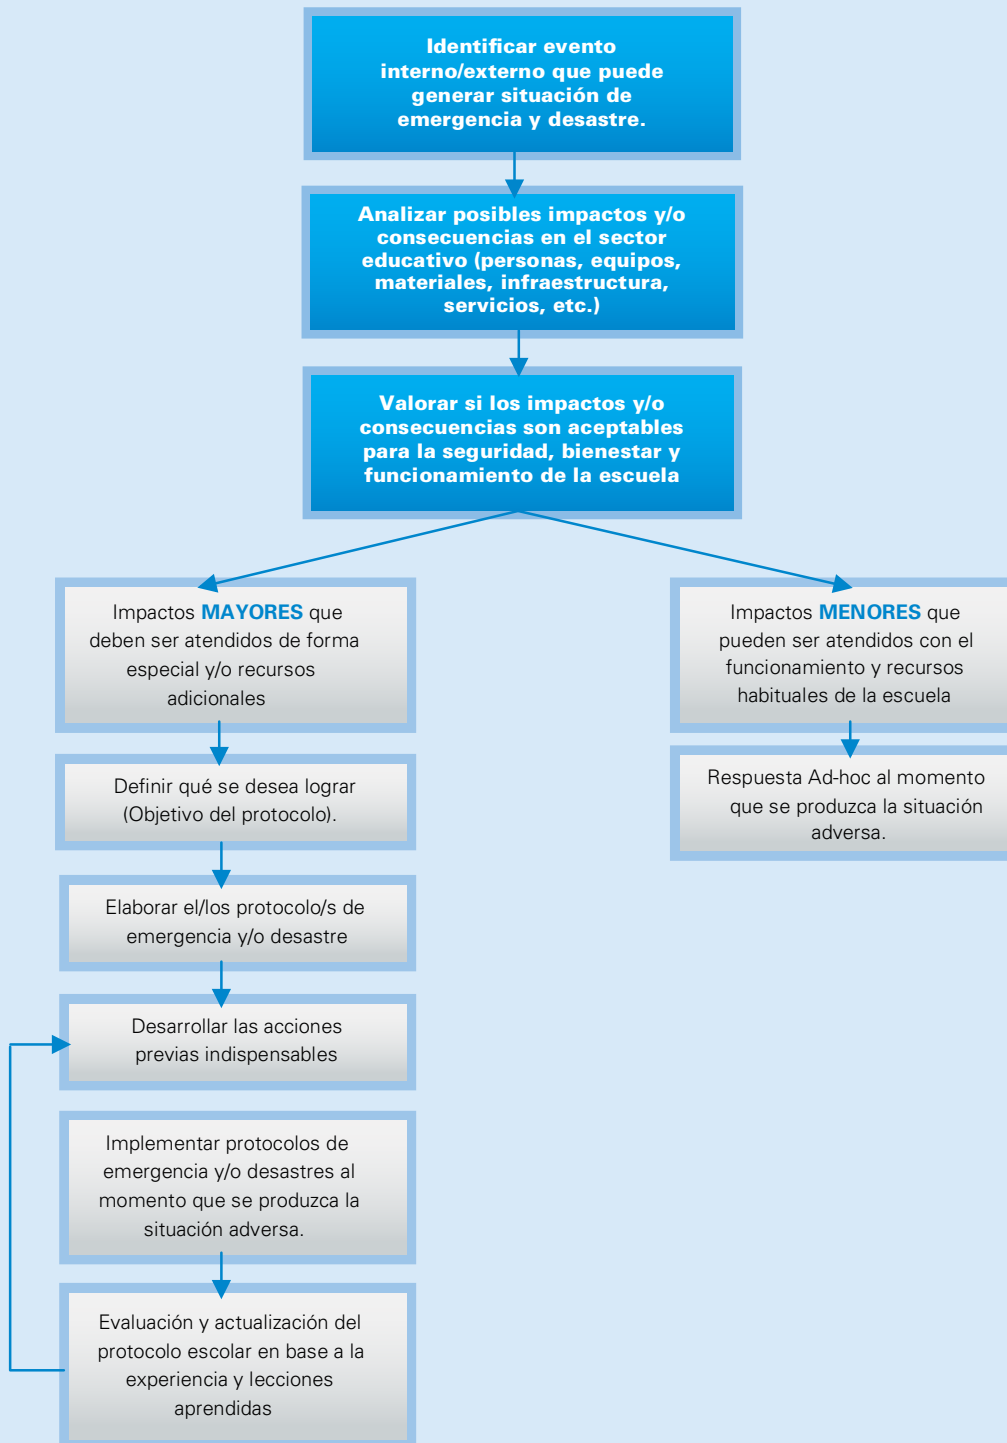 Identificar evento
interno/externo que puede
generar situación de
emergencia y desastre.
Analizar posibles impactos y/o
consecuencias en el sector
educativo (personas, equipos,
materiales, infraestructura,
servicios, etc.)
Valorar si los impactos y/o
consecuencias son aceptables
para la seguridad, bienestar y
funcionamiento de la escuela
Impactos MAYORES que
deben ser atendidos de forma
especial y/o recursos
adicionales
Definir qué se desea lograr
(Objetivo del protocolo).
Elaborar el/los protocolo/s de
emergencia y/o desastre
Desarrollar las acciones
previas indispensables
Implementar protocolos de
emergencia y/o desastres al
momento que se produzca la
situación adversa.
Evaluación y actualización del
protocolo escolar en base a la
experiencia y lecciones
aprendidas
Impactos MENORES que
pueden ser atendidos con el
funcionamiento y recursos
habituales de la escuela
Respuesta Ad-hoc al momento
que se produzca la situación
adversa.